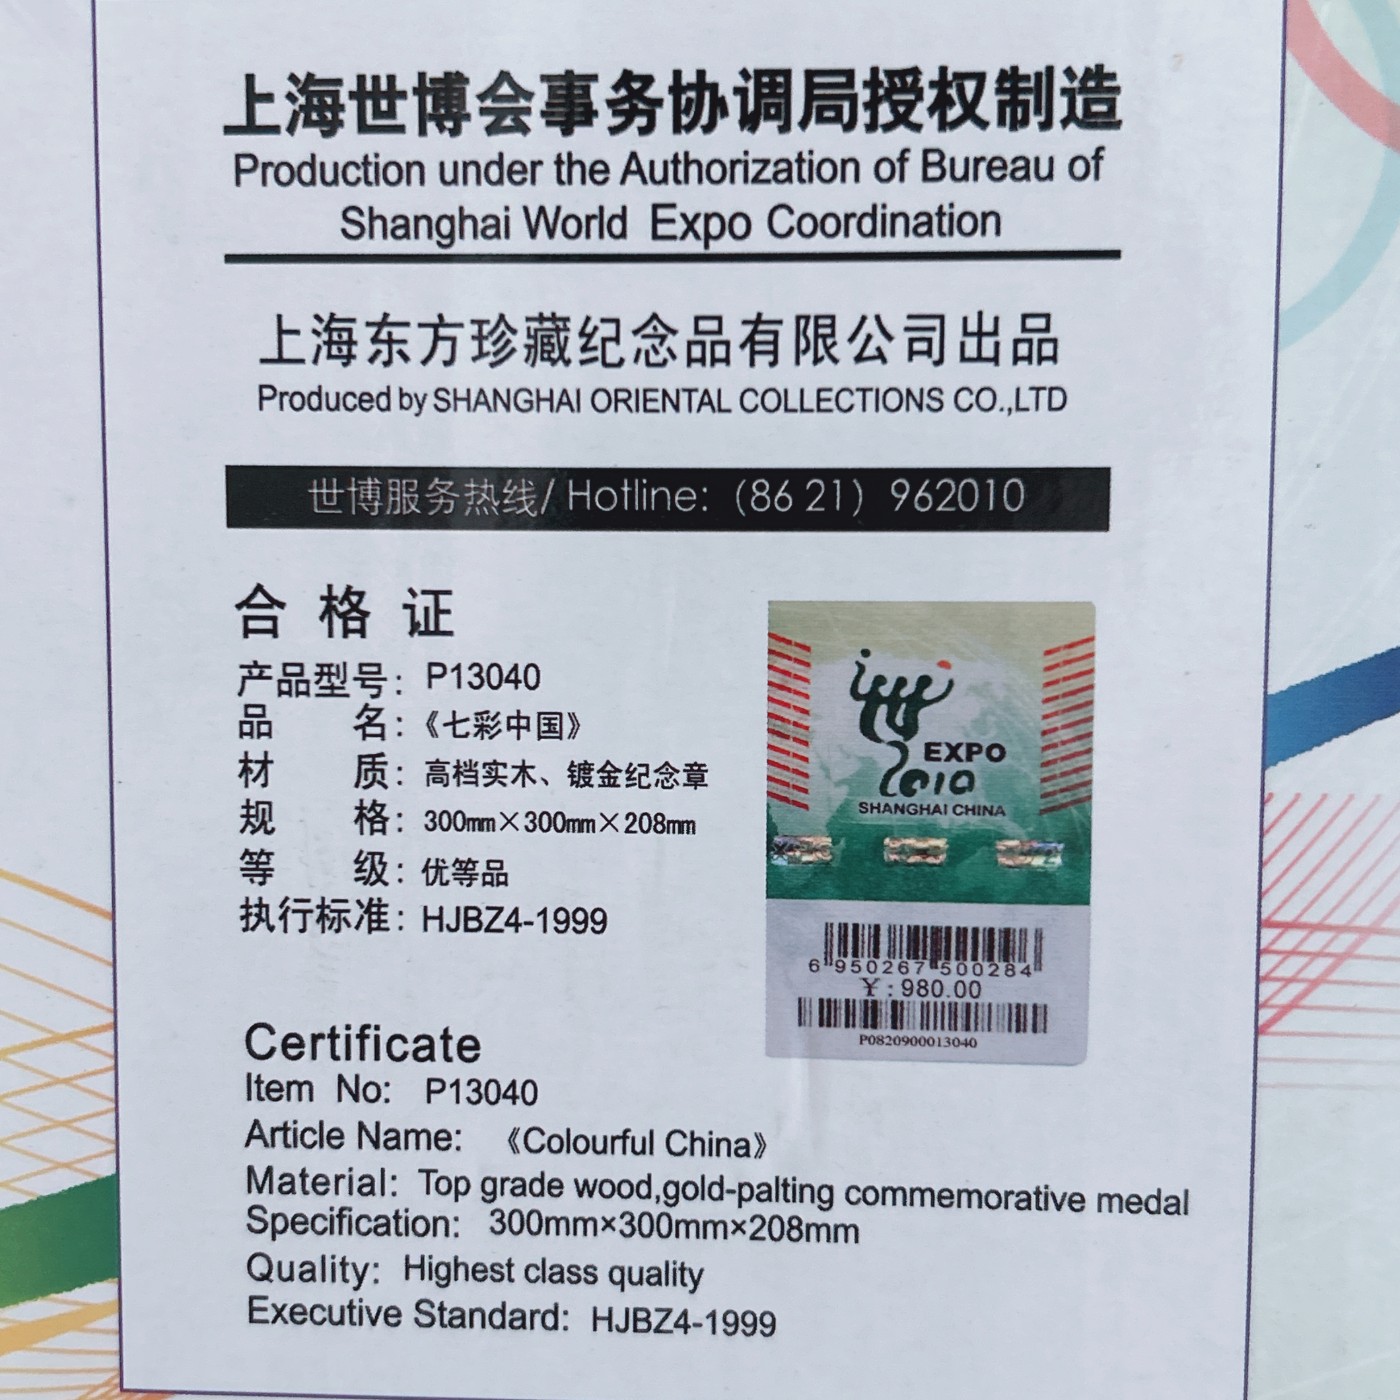 上海世博会事务协调局授权制造
Production under the Authorization of Bureau of
Shanghai World Expo Coordination
上海东方珍藏纪念品有限公司出品
Produced by SHANGHAI ORIENTAL COLLECTIONS CO.,LTD
世博服务热线/ Hotline: (86 21) 962010
合格证
产品型号: P13040
品名:《七彩中国》
材质: 高档实木、镀金纪念章
规格: 300mm×300mm×208mm
等级: 优等品
执行标准: HJBZ4-1999
EXPO
2010
SHANGHAI CHINA
6 950267 500284
¥: 980.00
P0820900013040
Certificate
Item No: P13040
Article Name: 《Colourful China》
Material: Top grade wood,gold-palting commemorative medal
Specification: 300mm×300mm×208mm
Quality: Highest class quality
Executive Standard: HJBZ4-1999